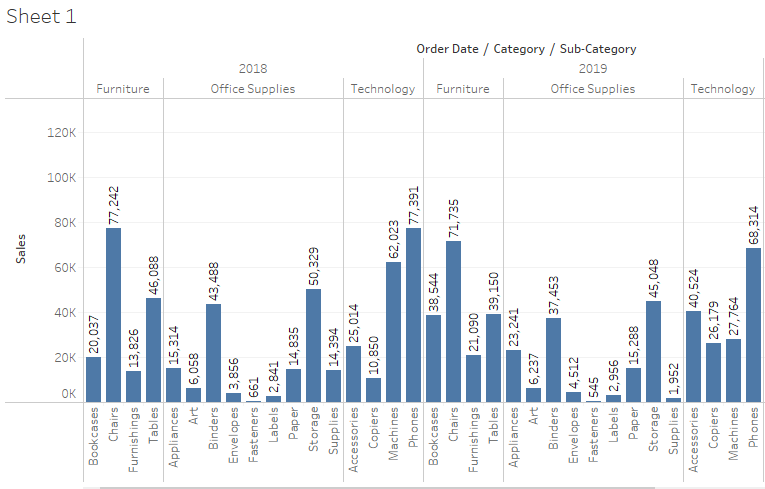 Sheet 1
Order Date / Category / Sub-Category
2018 2019
Furniture Office Supplies Technology Furniture Office Supplies Technology
120K
100K
80K
60K
40K
20K
0K
Sales
20,037 77,242 13,826 46,088 15,314 6,058 43,488 3,856 661 2,841 14,835 50,329 14,394 25,014 10,850 62,023 77,391 38,544 71,735 21,090 39,150 23,241 6,237 37,453 4,512 545 2,956 15,288 45,048 1,952 40,524 26,179 27,764 68,314
Bookcases Chairs Furnishings Tables Appliances Art Binders Envelopes Fasteners Labels Paper Storage Supplies Accessories Copiers Machines Phones Bookcases Chairs Furnishings Tables Appliances Art Binders Envelopes Fasteners Labels Paper Storage Supplies Accessories Copiers Machines Phones